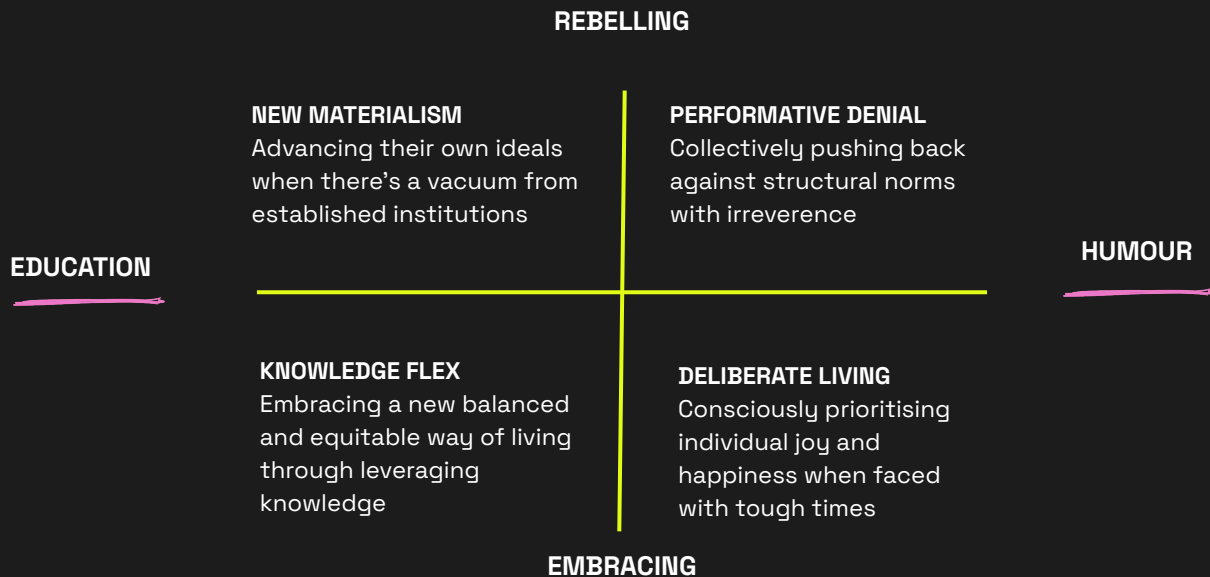 REBELLING
NEW MATERIALISM
Advancing their own ideals
when there's a vacuum from
established institutions
PERFORMATIVE DENIAL
Collectively pushing back
against structural norms
with irreverence
EDUCATION
HUMOUR
KNOWLEDGE FLEX
Embracing a new balanced
and equitable way of living
through leveraging
knowledge
DELIBERATE LIVING
Consciously prioritising
individual joy and
happiness when faced
with tough times
EMBRACING